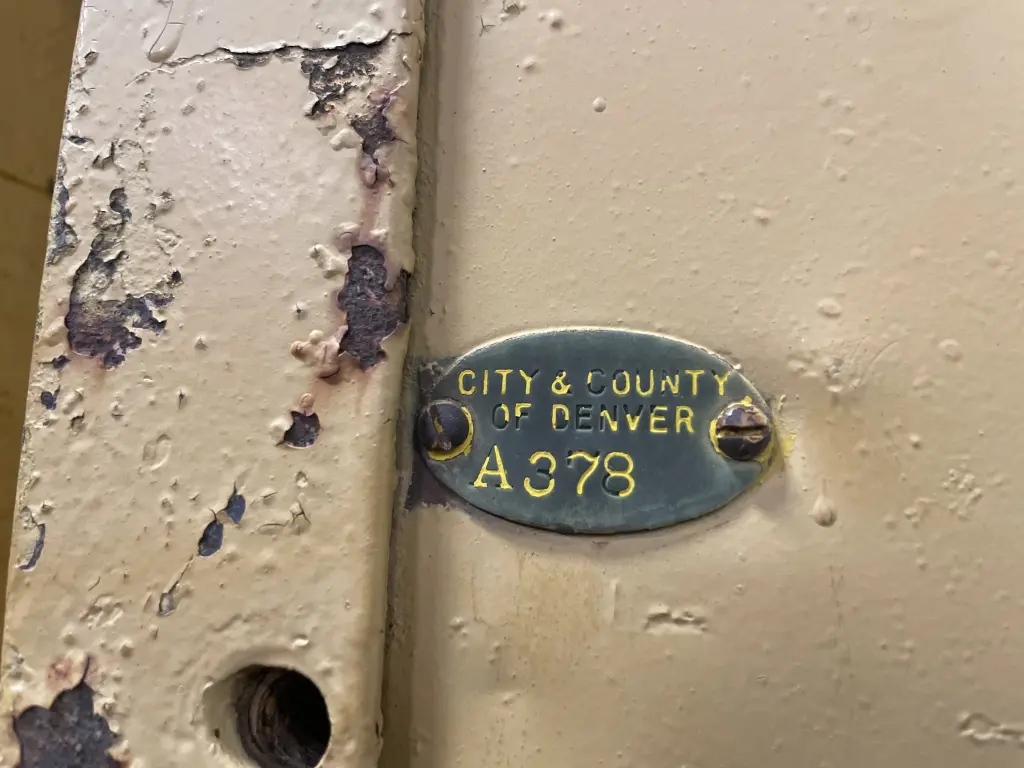 CITY & COUNTY
OF DENVER
A378